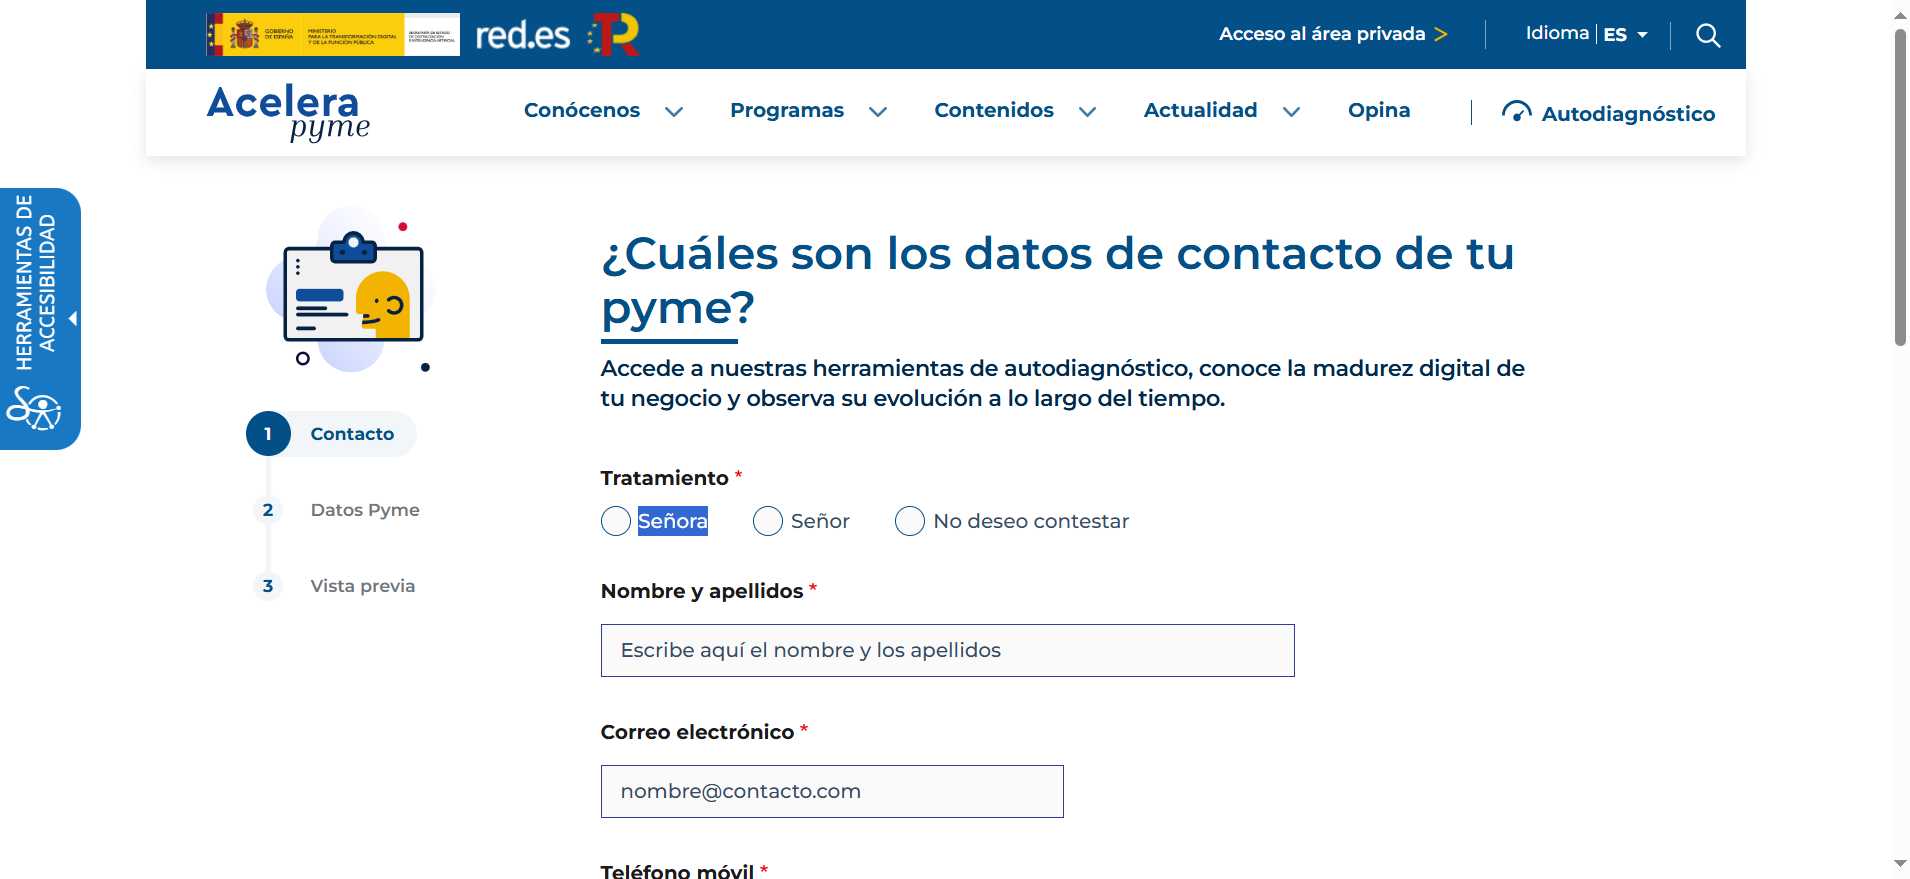 GOBIERNO
DE ESPAÑA
MINISTERIO
PARA LA TRANSFORMACIÓN DIGITAL
Y DE LA FUNCIÓN PÚBLICA
red.es
Acceso al área privada >
Idioma
ES
Acelera
pyme
Conócenos
Programas
Contenidos
Actualidad
Opina
Autodiagnóstico
HERRAMIENTAS DE
ACCESIBILIDAD
1 Contacto
2 Datos Pyme
3 Vista previa
¿Cuáles son los datos de contacto de tu
pyme?
Accede a nuestras herramientas de autodiagnóstico, conoce la madurez digital de
tu negocio y observa su evolución a lo largo del tiempo.
Tratamiento *
Señora Señor No deseo contestar
Nombre y apellidos *
Escribe aquí el nombre y los apellidos
Correo electrónico *
nombre@contacto.com
Teléfono móvil *